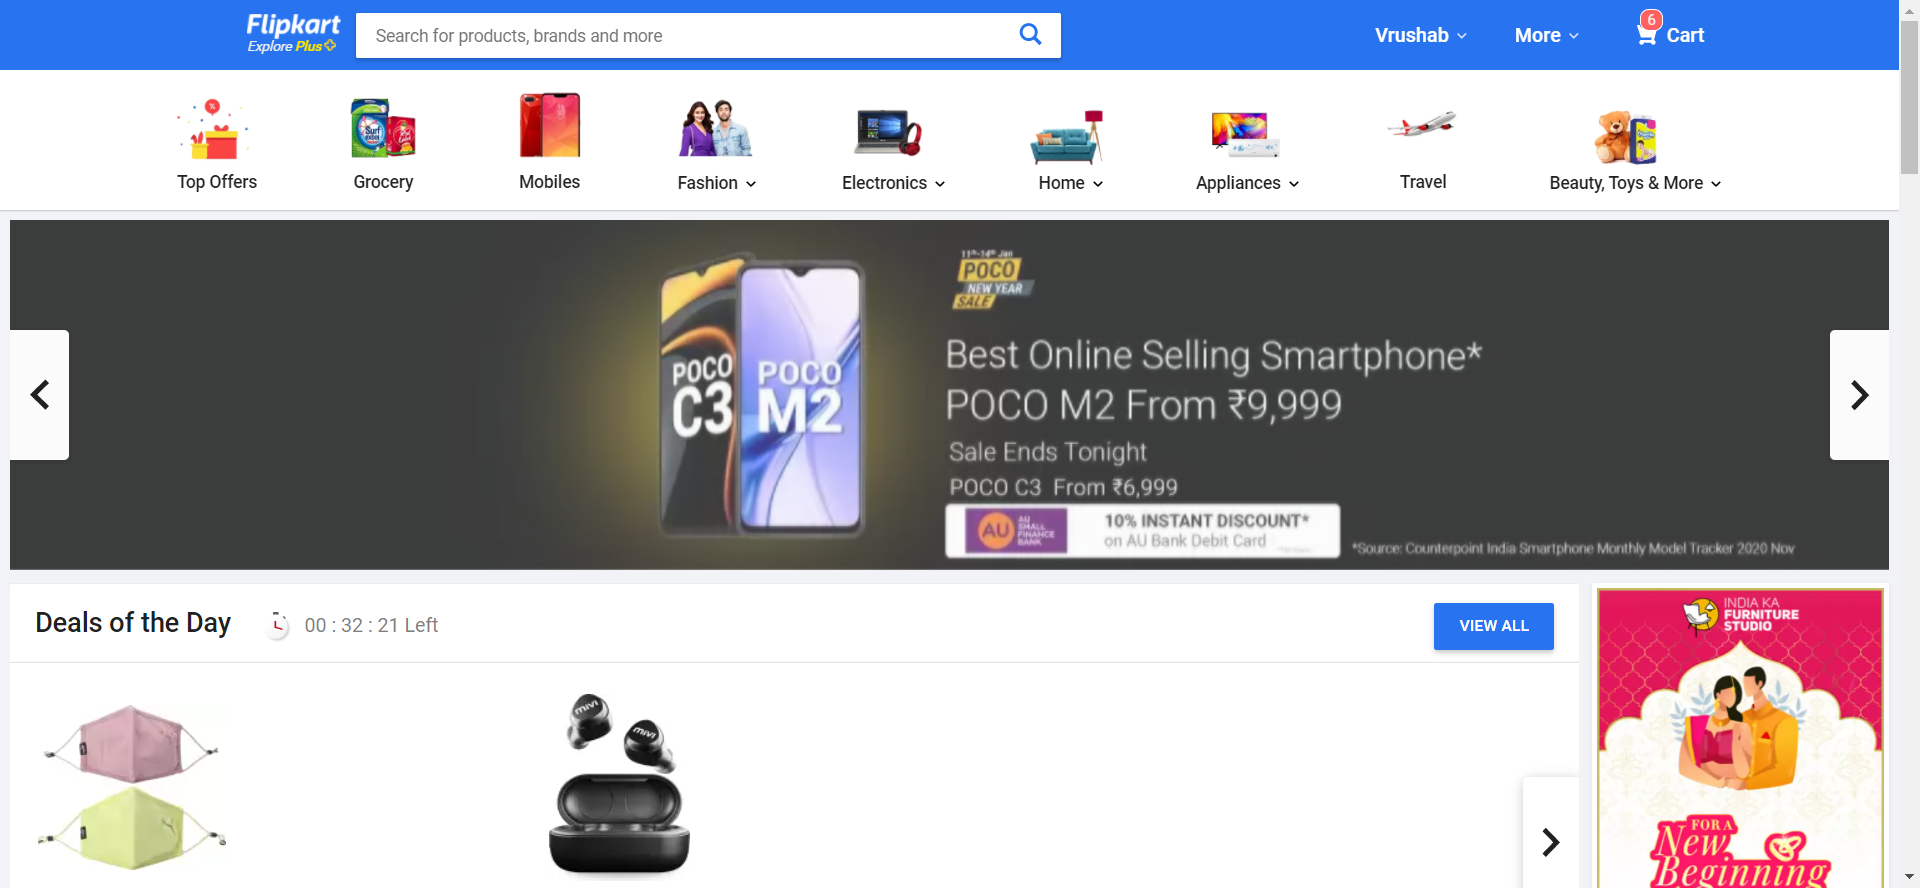 Flipkart
Explore Plus
Search for products, brands and more
Vrushab
More
6
Cart
Top Offers
Grocery
Mobiles
Fashion
Electronics
Home
Appliances
Travel
Beauty, Toys & More
11th-14th Jan
POCO
NEW YEAR
SALE
POCO
C3
POCO
M2
Best Online Selling Smartphone*
POCO M2 From ₹9,999
Sale Ends Tonight
POCO C3 From ₹6,999
AU
AU
SMALL
FINANCE
BANK
10% INSTANT DISCOUNT*
on AU Bank Debit Card
*Source: Counterpoint India Smartphone Monthly Model Tracker 2020 Nov
Deals of the Day
00 : 32 : 21 Left
VIEW ALL
mivi
mivi
INDIA KA
FURNITURE
STUDIO
FOR A
New
Beginning